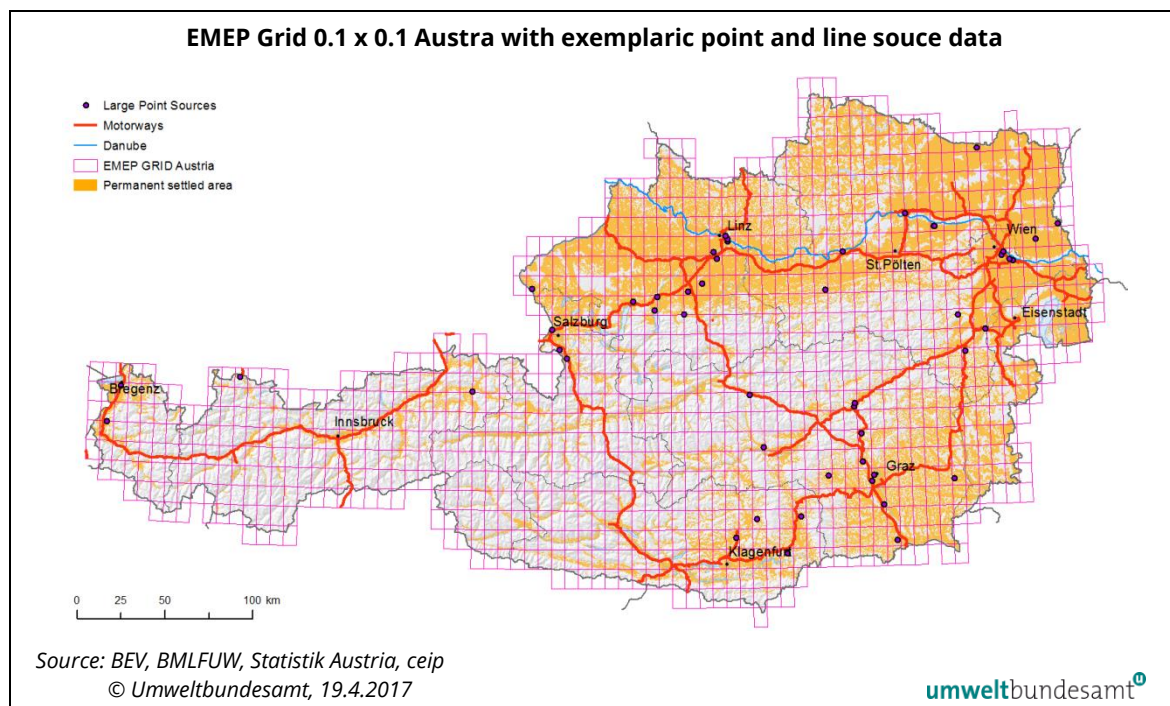 EMEP Grid 0.1 x 0.1 Austra with exemplaric point and line souce data
Large Point Sources
Motorways
Danube
EMEP GRID Austria
Permanent settled area
Linz
Wien
St.Pölten
Eisenstadt
Salzburg
Bregenz
Innsbruck
Graz
Klagenfurt
0 25 50 100 km
Source: BEV, BMLFUW, Statistik Austria, ceip
© Umweltbundesamt, 19.4.2017
umweltbundesamt u